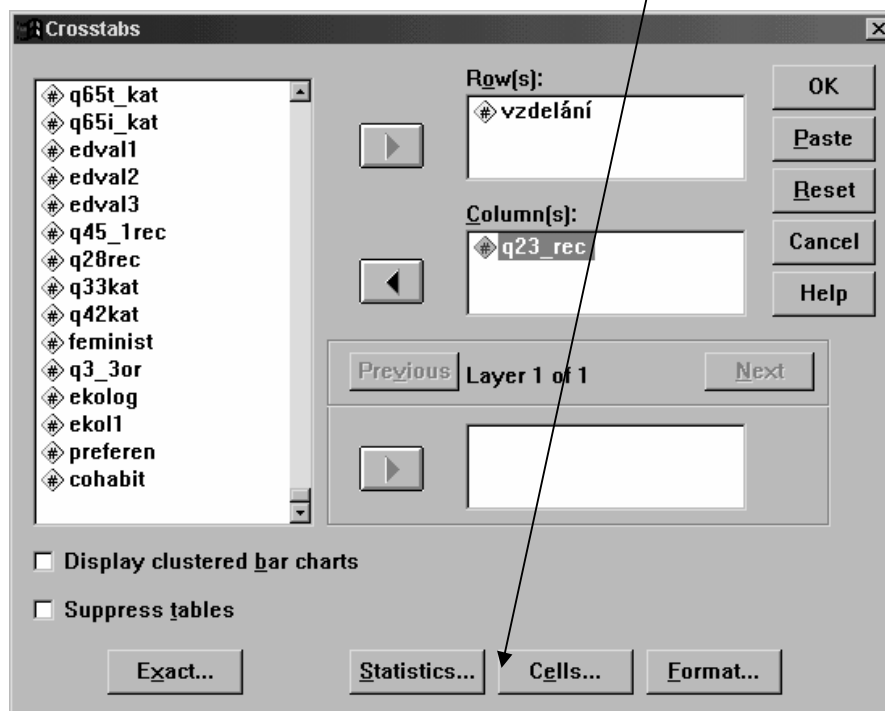 Crosstabs
q65t_kat
q65i_kat
edval1
edval2
edval3
q45_1rec
q28rec
q33kat
q42kat
feminist
q3_3or
ekolog
ekol1
preferen
cohabit
Row(s):
vzdelání
Column(s):
q23_rec
Previous
Layer 1 of 1
Next
OK
Paste
Reset
Cancel
Help
Display clustered bar charts
Suppress tables
Exact...
Statistics...
Cells...
Format...